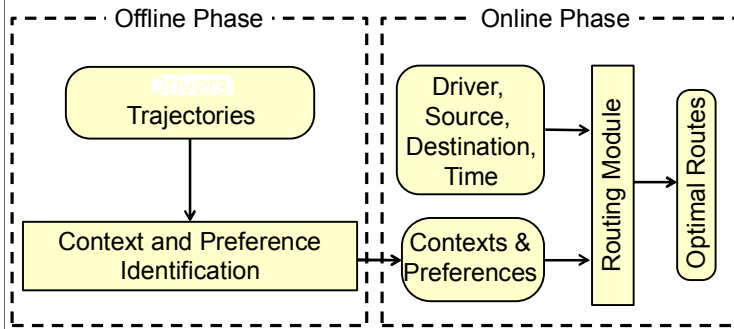 Offline Phase
Online Phase
Drivers
Trajectories
Context and Preference
Identification
Driver,
Source,
Destination,
Time
Contexts &
Preferences
Routing Module
Optimal Routes